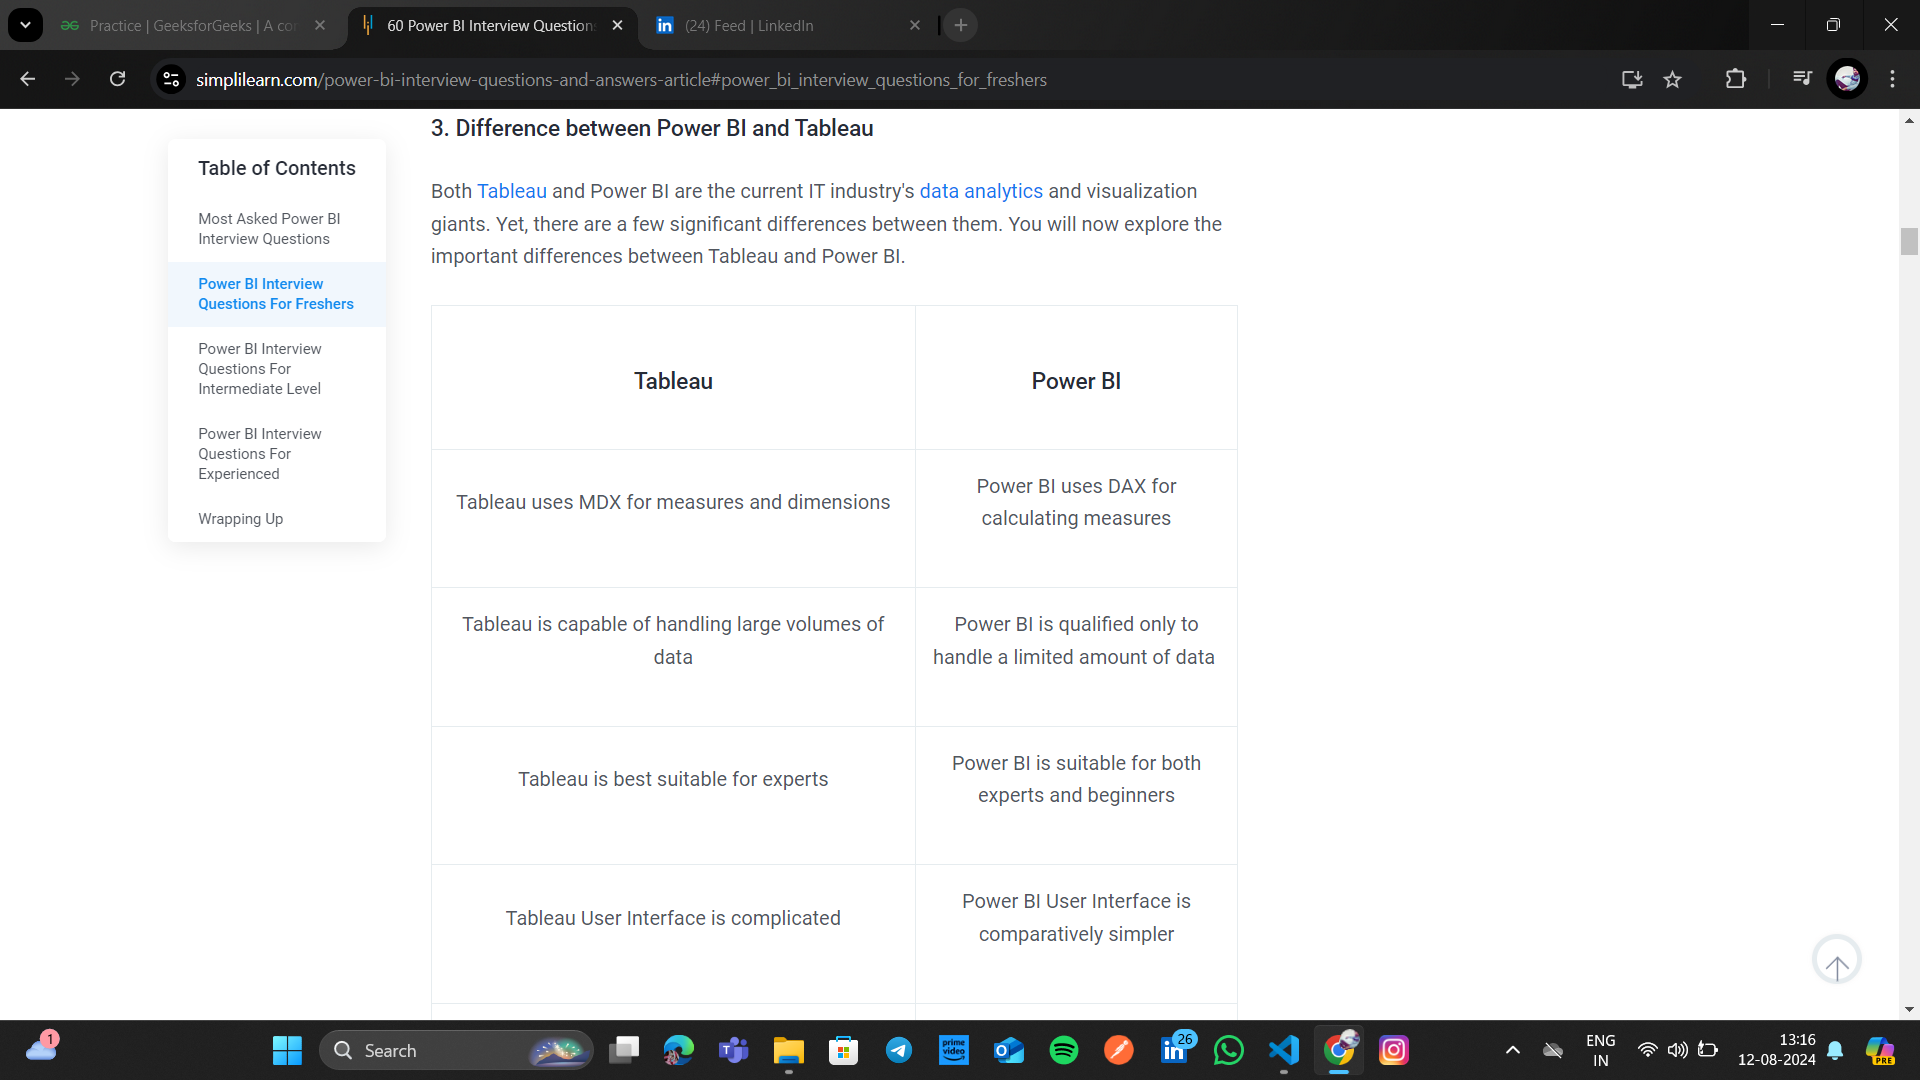 Practice | GeeksforGeeks | A co
60 Power BI Interview Question
(24) Feed | LinkedIn
simplilearn.com/power-bi-interview-questions-and-answers-article#power_bi_interview_questions_for_freshers
Table of Contents
Most Asked Power BI
Interview Questions
Power BI Interview
Questions For Freshers
Power BI Interview
Questions For
Intermediate Level
Power BI Interview
Questions For
Experienced
Wrapping Up
3. Difference between Power BI and Tableau
Both Tableau and Power BI are the current IT industry's data analytics and visualization
giants. Yet, there are a few significant differences between them. You will now explore the
important differences between Tableau and Power BI.
Tableau
Power BI
Tableau uses MDX for measures and dimensions
Power BI uses DAX for
calculating measures
Tableau is capable of handling large volumes of
data
Power BI is qualified only to
handle a limited amount of data
Tableau is best suitable for experts
Power BI is suitable for both
experts and beginners
Tableau User Interface is complicated
Power BI User Interface is
comparatively simpler
1
Search
prime
video
26
ENG
IN
13:16
12-08-2024
PRE